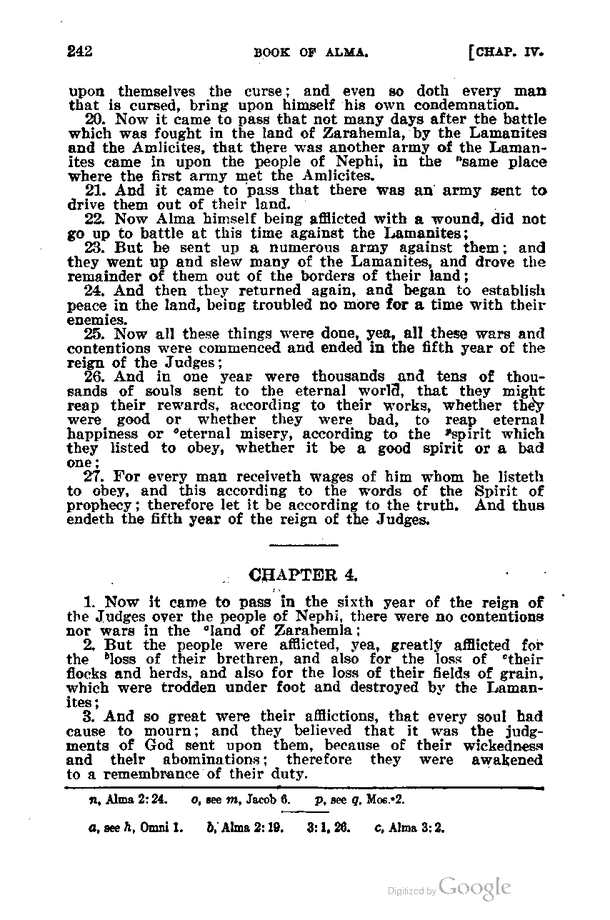 242 BOOK OF ALMA. [CHAP. IV.
upon themselves the curse; and even so doth every man
that is cursed, bring upon himself his own condemnation.
20. Now it came to pass that not many days after the battle
which was fought in the land of Zarahemla, by the Lamanites
and the Amlicites, that there was another army of the Laman-
ites came in upon the people of Nephi, in the ⁿsame place
where the first army met the Amlicites.
21. And it came to pass that there was an army sent to
drive them out of their land.
22. Now Alma himself being afflicted with a wound, did not
go up to battle at this time against the Lamanites;
23. But he sent up a numerous army against them; and
they went up and slew many of the Lamanites, and drove the
remainder of them out of the borders of their land;
24. And then they returned again, and began to establish
peace in the land, being troubled no more for a time with their
enemies.
25. Now all these things were done, yea, all these wars and
contentions were commenced and ended in the fifth year of the
reign of the Judges;
26. And in one year were thousands and tens of thou-
sands of souls sent to the eternal world, that they might
reap their rewards, according to their works, whether they
were good or whether they were bad, to reap eternal
happiness or ᵒeternal misery, according to the ᵖspirit which
they listed to obey, whether it be a good spirit or a bad
one;
27. For every man receiveth wages of him whom he listeth
to obey, and this according to the words of the Spirit of
prophecy; therefore let it be according to the truth. And thus
endeth the fifth year of the reign of the Judges.
CHAPTER 4.
1. Now it came to pass in the sixth year of the reign of
the Judges over the people of Nephi, there were no contentions
nor wars in the ᵃland of Zarahemla;
2. But the people were afflicted, yea, greatly afflicted for
the ᵇloss of their brethren, and also for the loss of ᶜtheir
flocks and herds, and also for the loss of their fields of grain,
which were trodden under foot and destroyed by the Laman-
ites;
3. And so great were their afflictions, that every soul had
cause to mourn; and they believed that it was the judg-
ments of God sent upon them, because of their wickedness
and their abominations; therefore they were awakened
to a remembrance of their duty.
n, Alma 2:24. o, see m, Jacob 6. p, see q, Mos. 2.
a, see h, Omni 1. b, Alma 2:19. 3:1, 26. c, Alma 3:2.
Digitized by Google